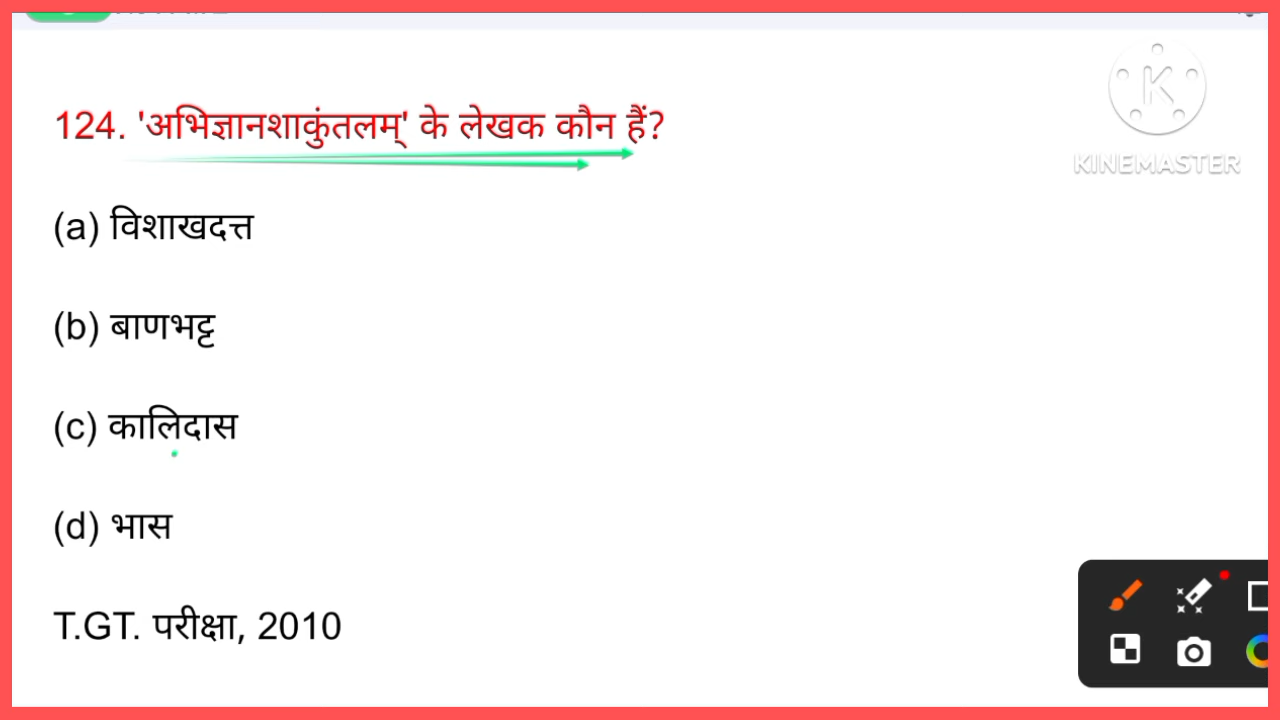 124. 'अभिज्ञानशाकुंतलम्' के लेखक कौन हैं?
(a) विशाखदत्त
(b) बाणभट्ट
(c) कालिदास
(d) भास
T.GT. परीक्षा, 2010
K
KINEMASTER